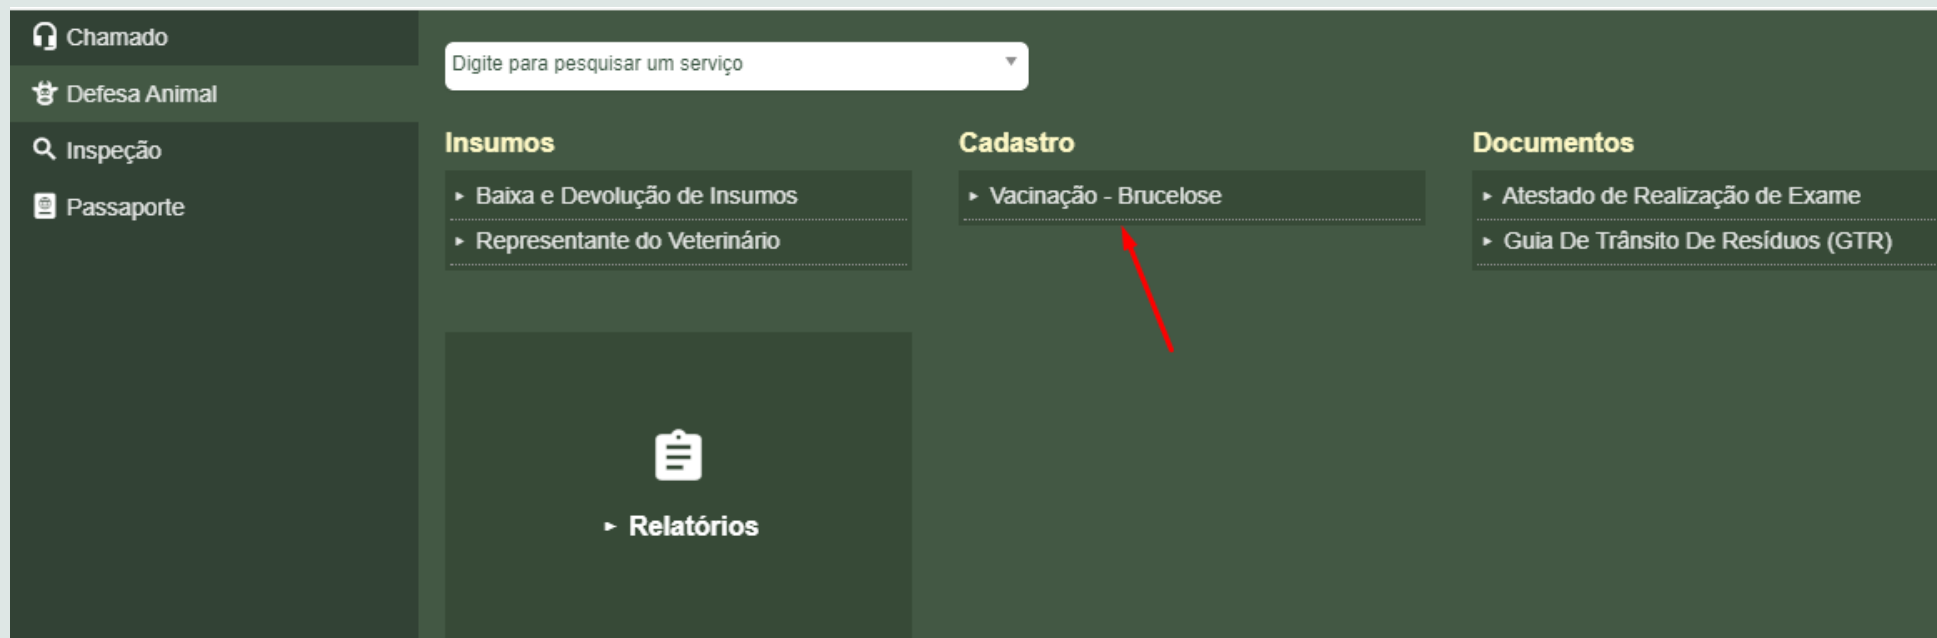 Chamado
Defesa Animal
Inspeção
Passaporte
Digite para pesquisar um serviço
Insumos
Baixa e Devolução de Insumos
Representante do Veterinário
Cadastro
Vacinação - Brucelose
Documentos
Atestado de Realização de Exame
Guia De Trânsito De Resíduos (GTR)
Relatórios